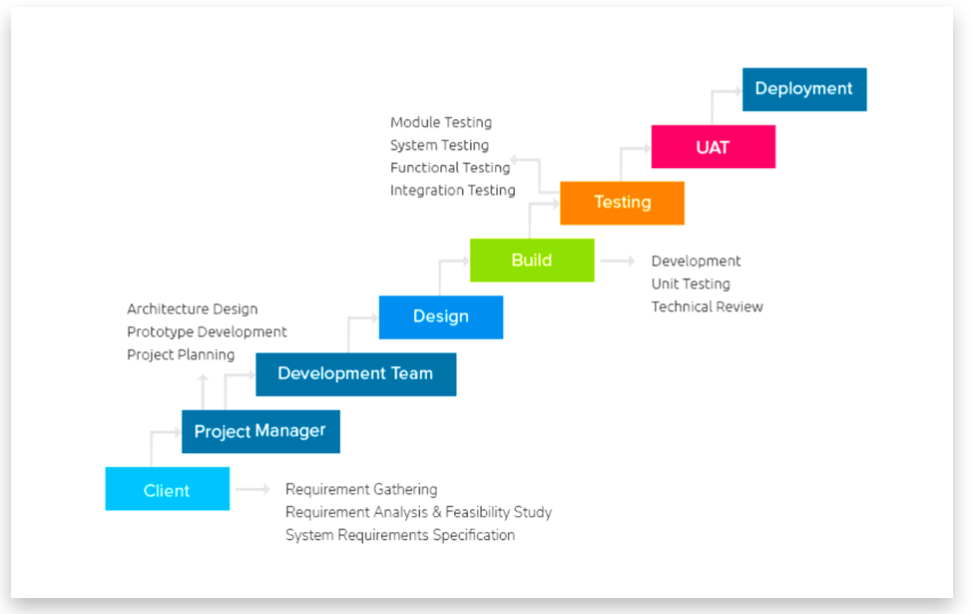 Deployment
UAT
Module Testing
System Testing
Functional Testing
Integration Testing
Testing
Build
Development
Unit Testing
Technical Review
Design
Architecture Design
Prototype Development
Project Planning
Development Team
Project Manager
Client
Requirement Gathering
Requirement Analysis & Feasibility Study
System Requirements Specification